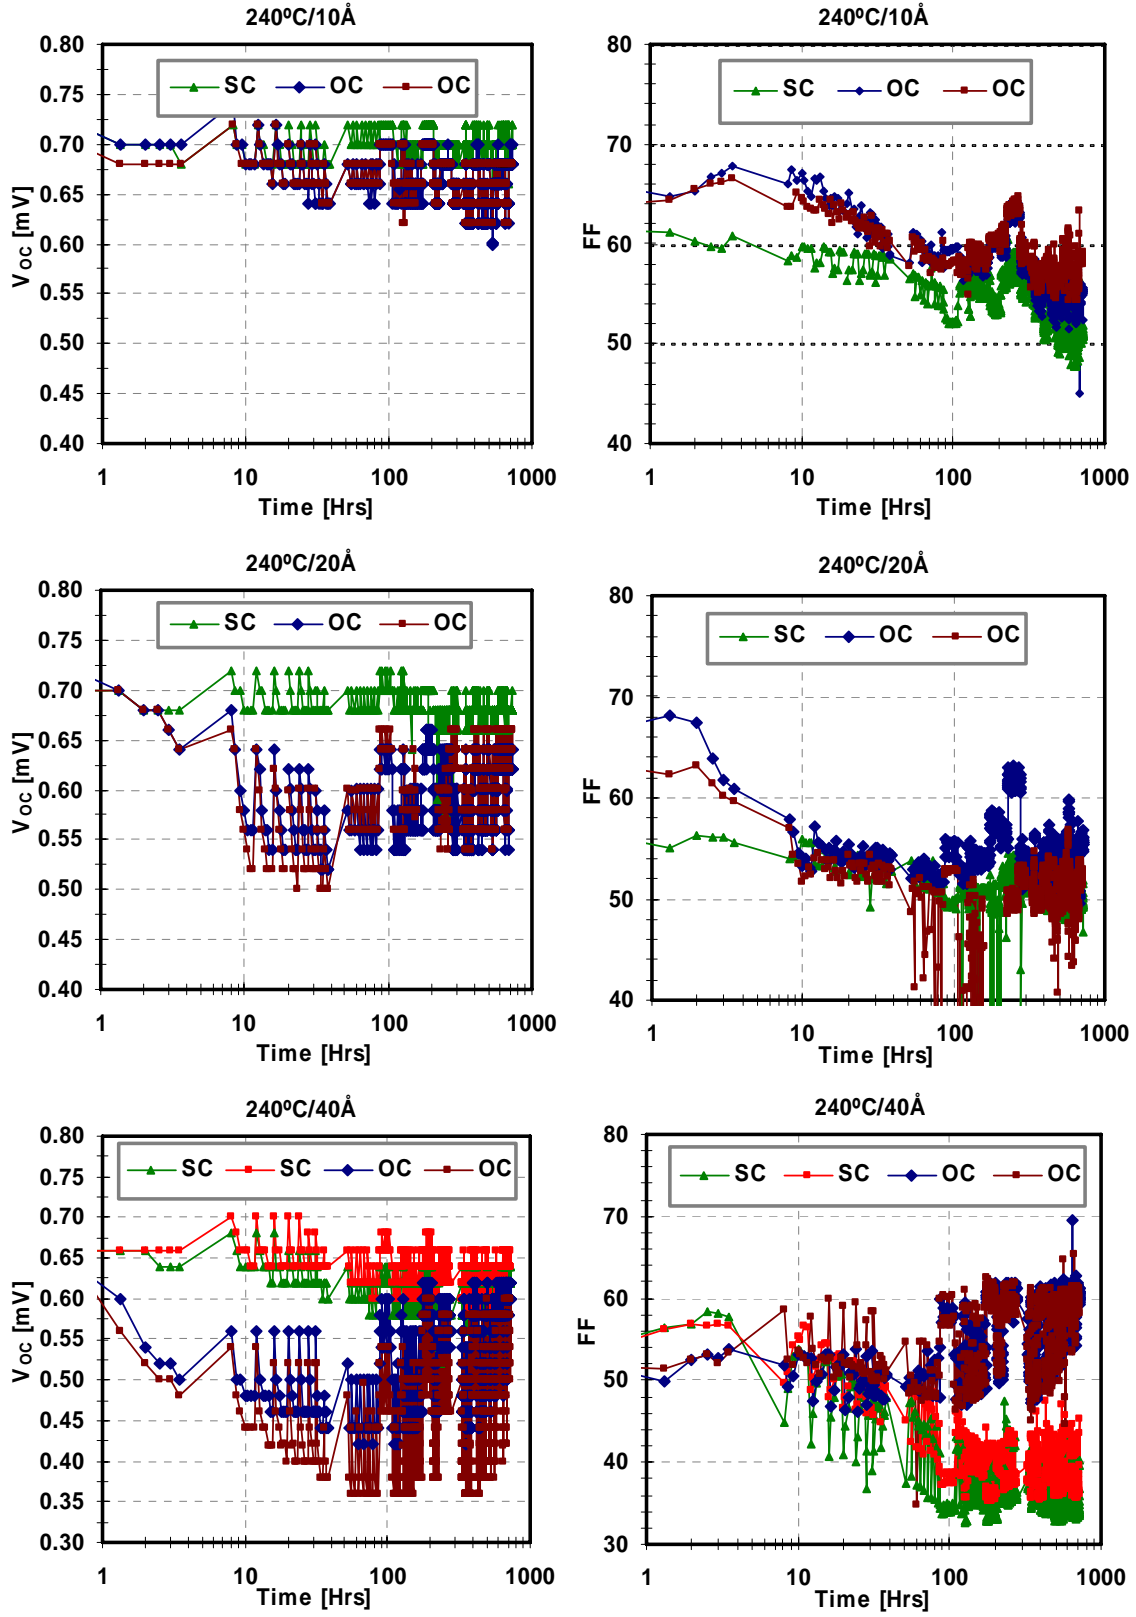 240ºC/10Å
0.80
0.75
0.70
0.65
0.60
0.55
0.50
0.45
0.40
V OC [mV]
SC OC OC
1 10 100 1000
Time [Hrs]
240ºC/10Å
80
70
60
50
40
FF
SC OC OC
1 10 100 1000
Time [Hrs]
240ºC/20Å
0.80
0.75
0.70
0.65
0.60
0.55
0.50
0.45
0.40
V OC [mV]
SC OC OC
1 10 100 1000
Time [Hrs]
240ºC/20Å
80
70
60
50
40
FF
SC OC OC
1 10 100 1000
Time [Hrs]
240ºC/40Å
0.80
0.75
0.70
0.65
0.60
0.55
0.50
0.45
0.40
0.35
0.30
V OC [mV]
SC SC OC OC
1 10 100 1000
Time [Hrs]
240ºC/40Å
80
70
60
50
40
30
FF
SC SC OC OC
1 10 100 1000
Time [Hrs]